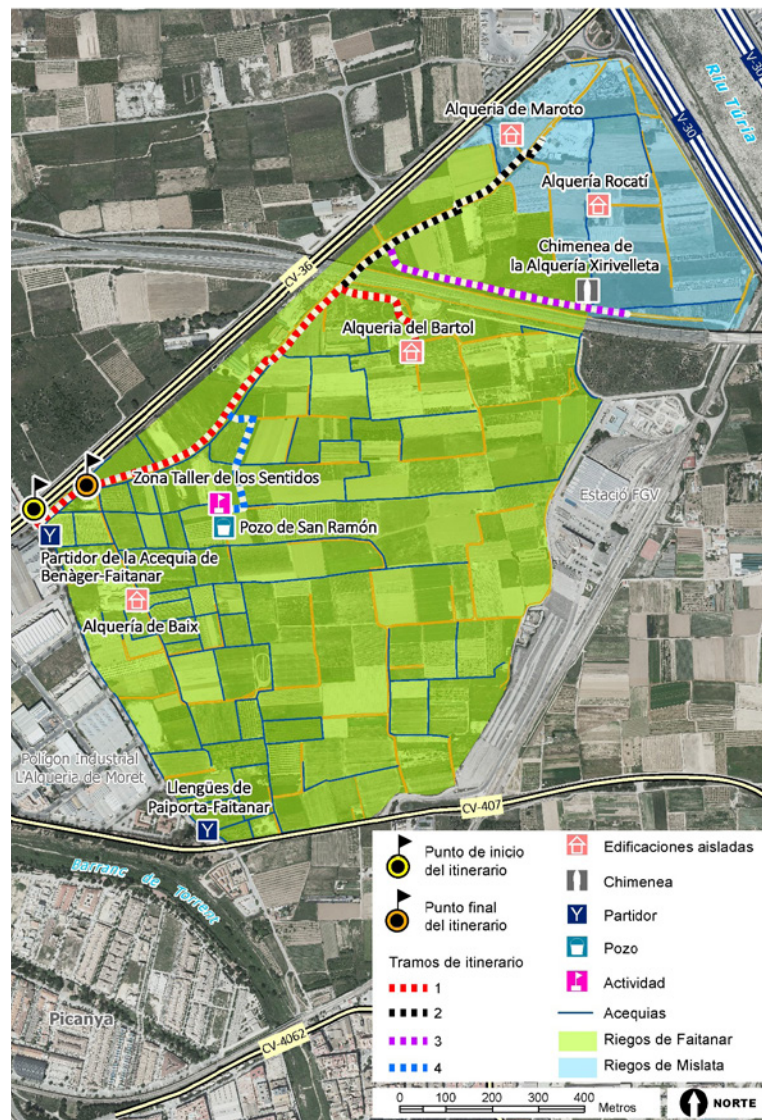 V-30
V-30
Riu Túria
Alqueria de Maroto
Alquería Rocatí
Chimenea de
la Alquería Xirivelleta
CV-36
Alqueria del Bartol
Zona Taller de los Sentidos
Estació FGV
Pozo de San Ramón
Partidor de la Acequia de
Benàger-Faitanar
Alquería de Baix
Polígon Industrial
L'Alqueria de Moret
Llengües de
Paiporta-Faitanar
CV-407
Barranc de Torrent
Picanya
CV-4062
Punto de inicio
del itinerario
Punto final
del itinerario
Tramos de itinerario
1
2
3
4
Edificaciones aisladas
Chimenea
Partidor
Pozo
Actividad
Acequias
Riegos de Faitanar
Riegos de Mislata
0 100 200 300 400
Metros
NORTE